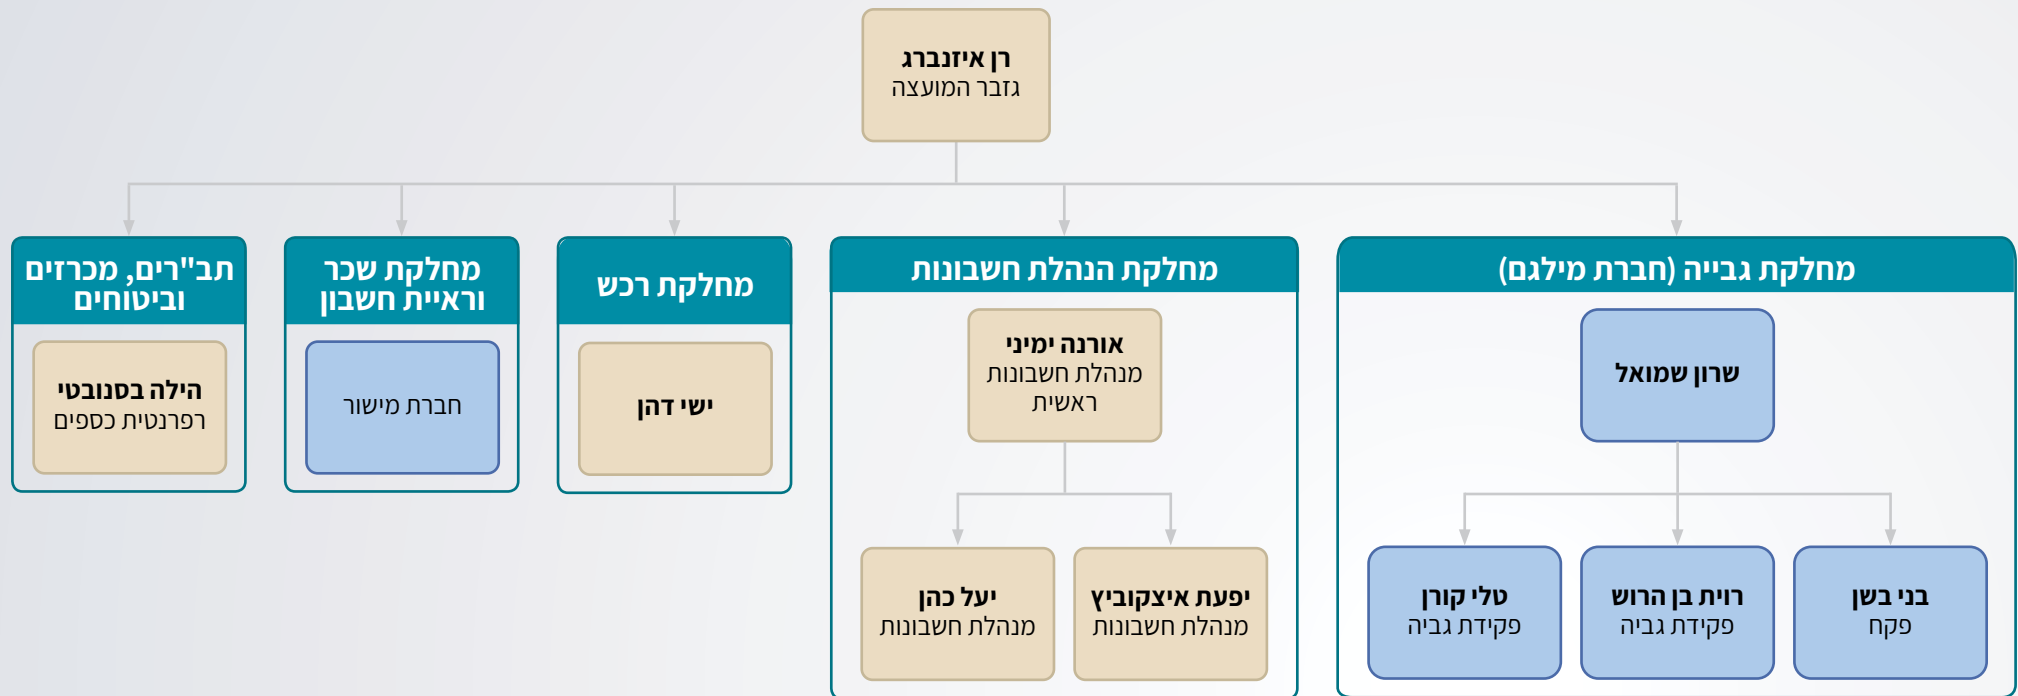 רן איזנברג
גזבר המועצה
מחלקת גבייה (חברת מילגם)
שרון שמואל
בני בשן
פקח
רוית בן הרוש
פקידת גביה
טלי קורן
פקידת גביה
מחלקת הנהלת חשבונות
אורנה ימיני
מנהלת חשבונות
ראשית
יפעת איצקוביץ
מנהלת חשבונות
יעל כהן
מנהלת חשבונות
מחלקת רכש
ישי דהן
מחלקת שכר
וראיית חשבון
חברת מישור
תב"רים, מכרזים
וביטוחים
הילה בסנובטי
רפרנטית כספים